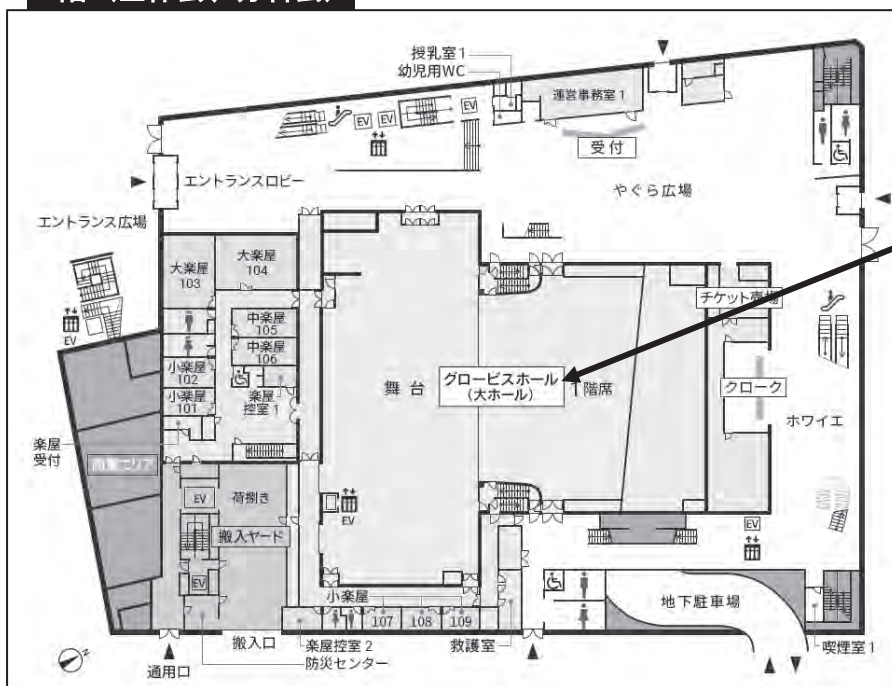 授乳室1
幼児用WC
運営事務室1
EV
EV
EV
受付
エントランスロビー
やぐら広場
エントランス広場
大楽屋
103
大楽屋
104
EV
中楽屋
105
中楽屋
106
小楽屋
102
小楽屋
101
楽屋
控室1
舞台
グロービスホール
(大ホール)
1階席
チケット売場
クローク
ホワイエ
楽屋
受付
商業エリア
EV
荷捌き
搬入ヤード
EV
EV
EV
小楽屋
107
108
109
地下駐車場
搬入口
楽屋控室2
防災センター
救護室
喫煙室1
通用口
N